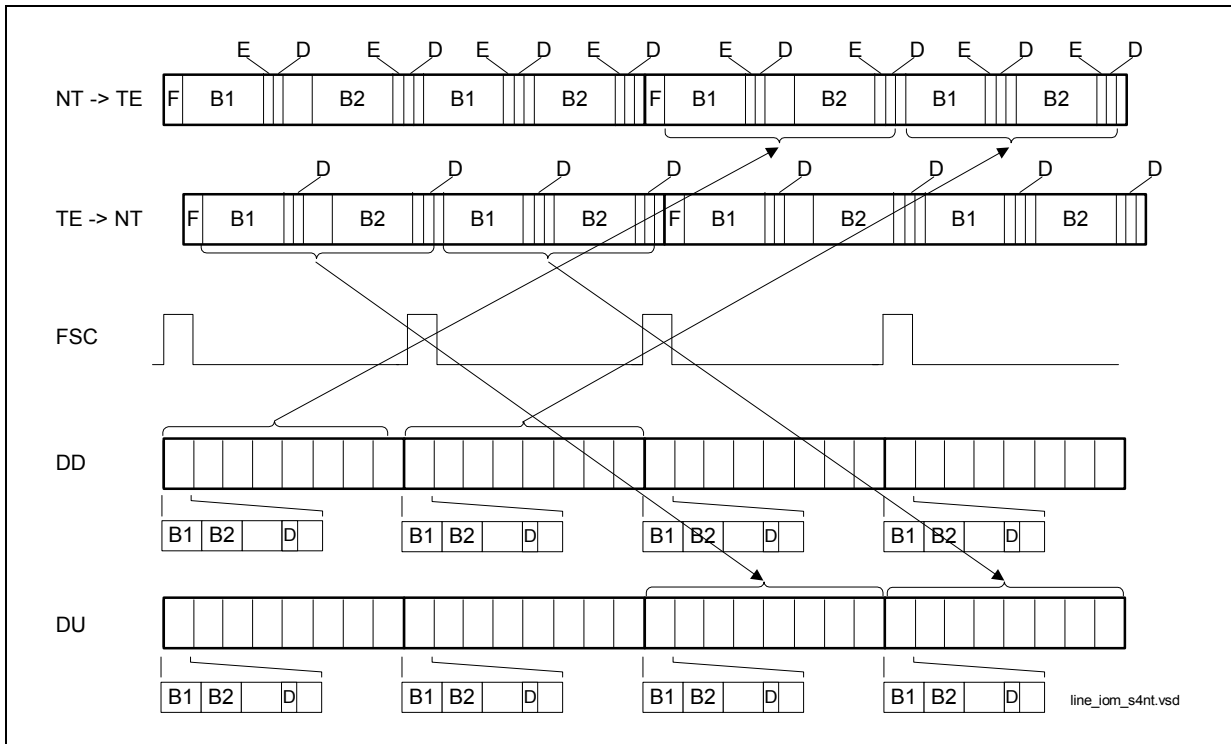 E D E D E D E D E D E D E D E D
NT -> TE F B1 B2 B1 B2 F B1 B2 B1 B2
D D D D D D D D
TE -> NT F B1 B2 B1 B2 F B1 B2 B1 B2
FSC
DD
B1 B2 D B1 B2 D B1 B2 D B1 B2 D
DU
B1 B2 D B1 B2 D B1 B2 D B1 B2 D
line_iom_s4nt.vsd